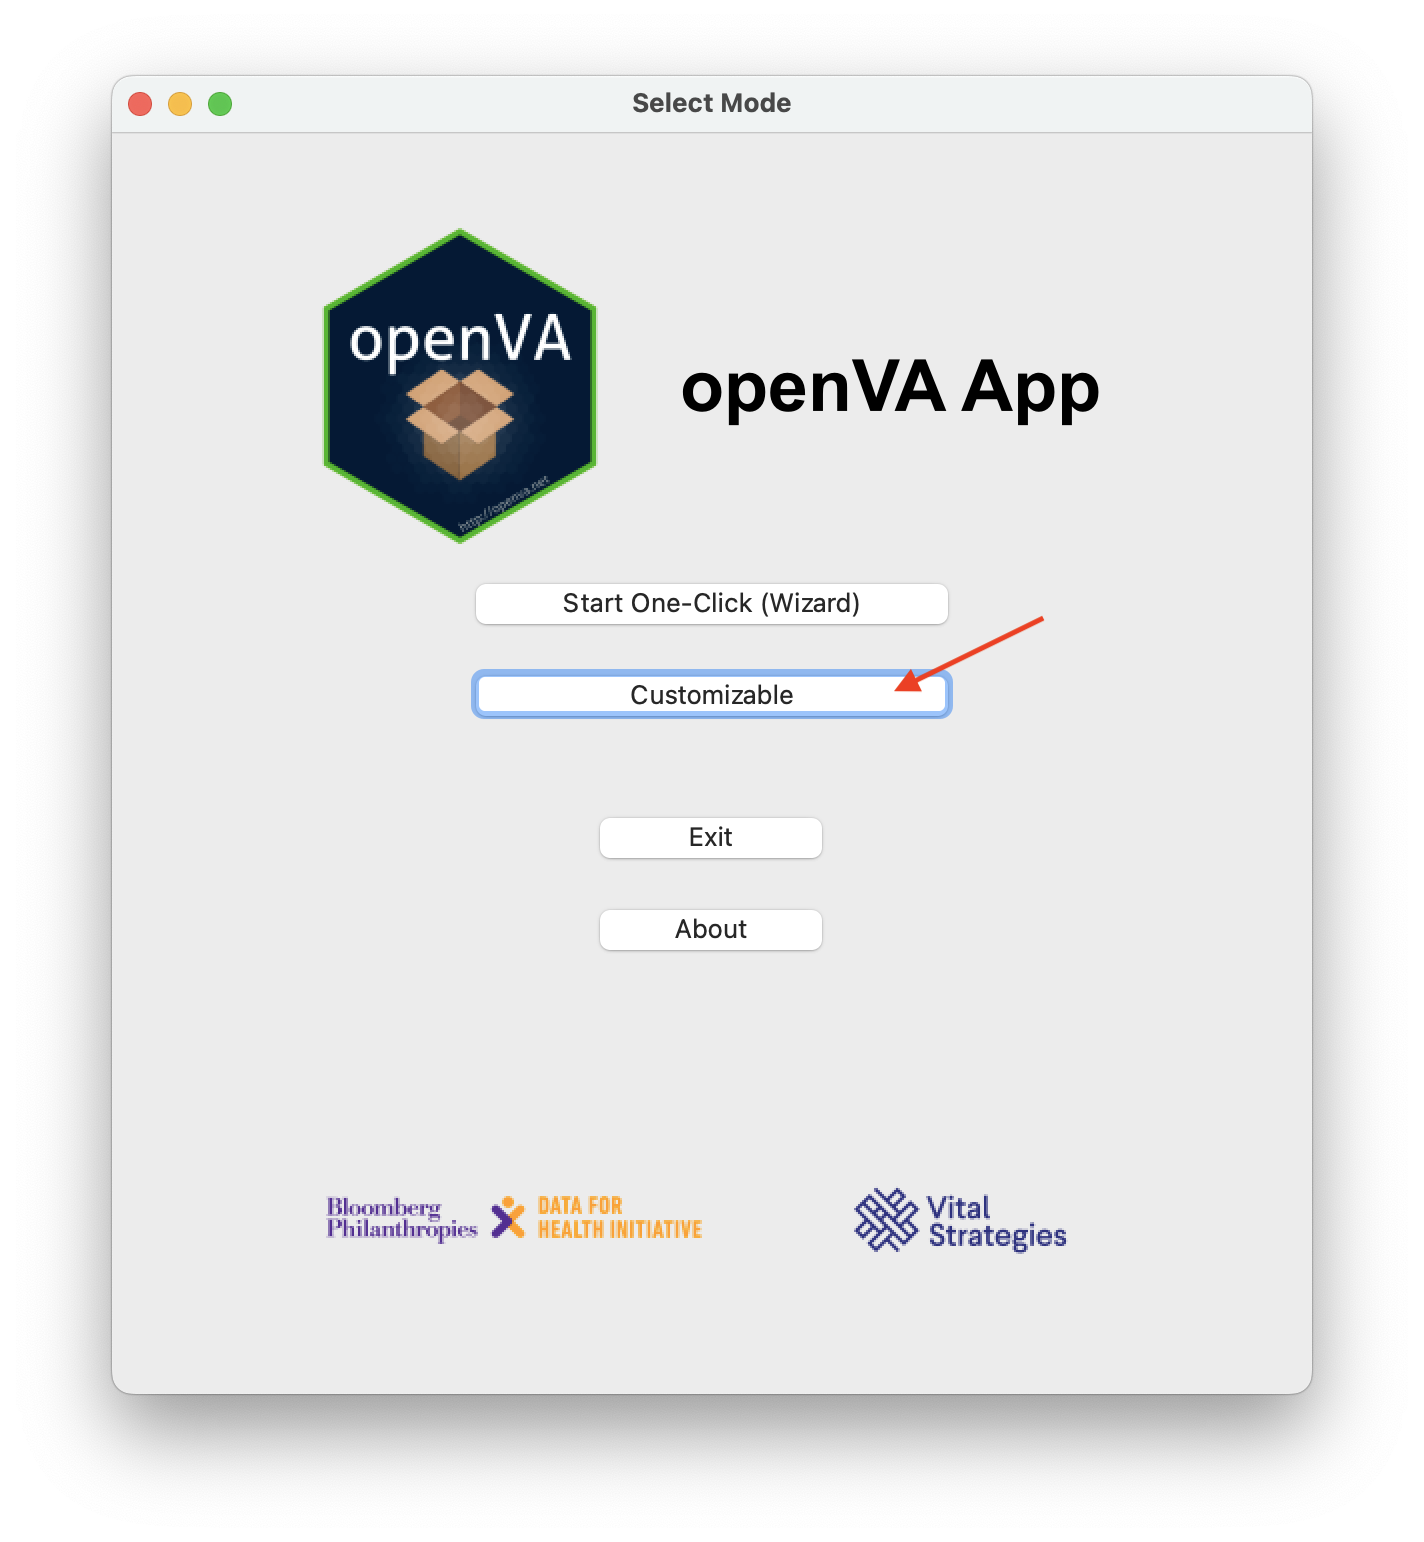 Select Mode
openVA
http://openva.net
openVA App
Start One-Click (Wizard)
Customizable
Exit
About
Bloomberg
Philanthropies
DATA FOR
HEALTH INITIATIVE
Vital
Strategies